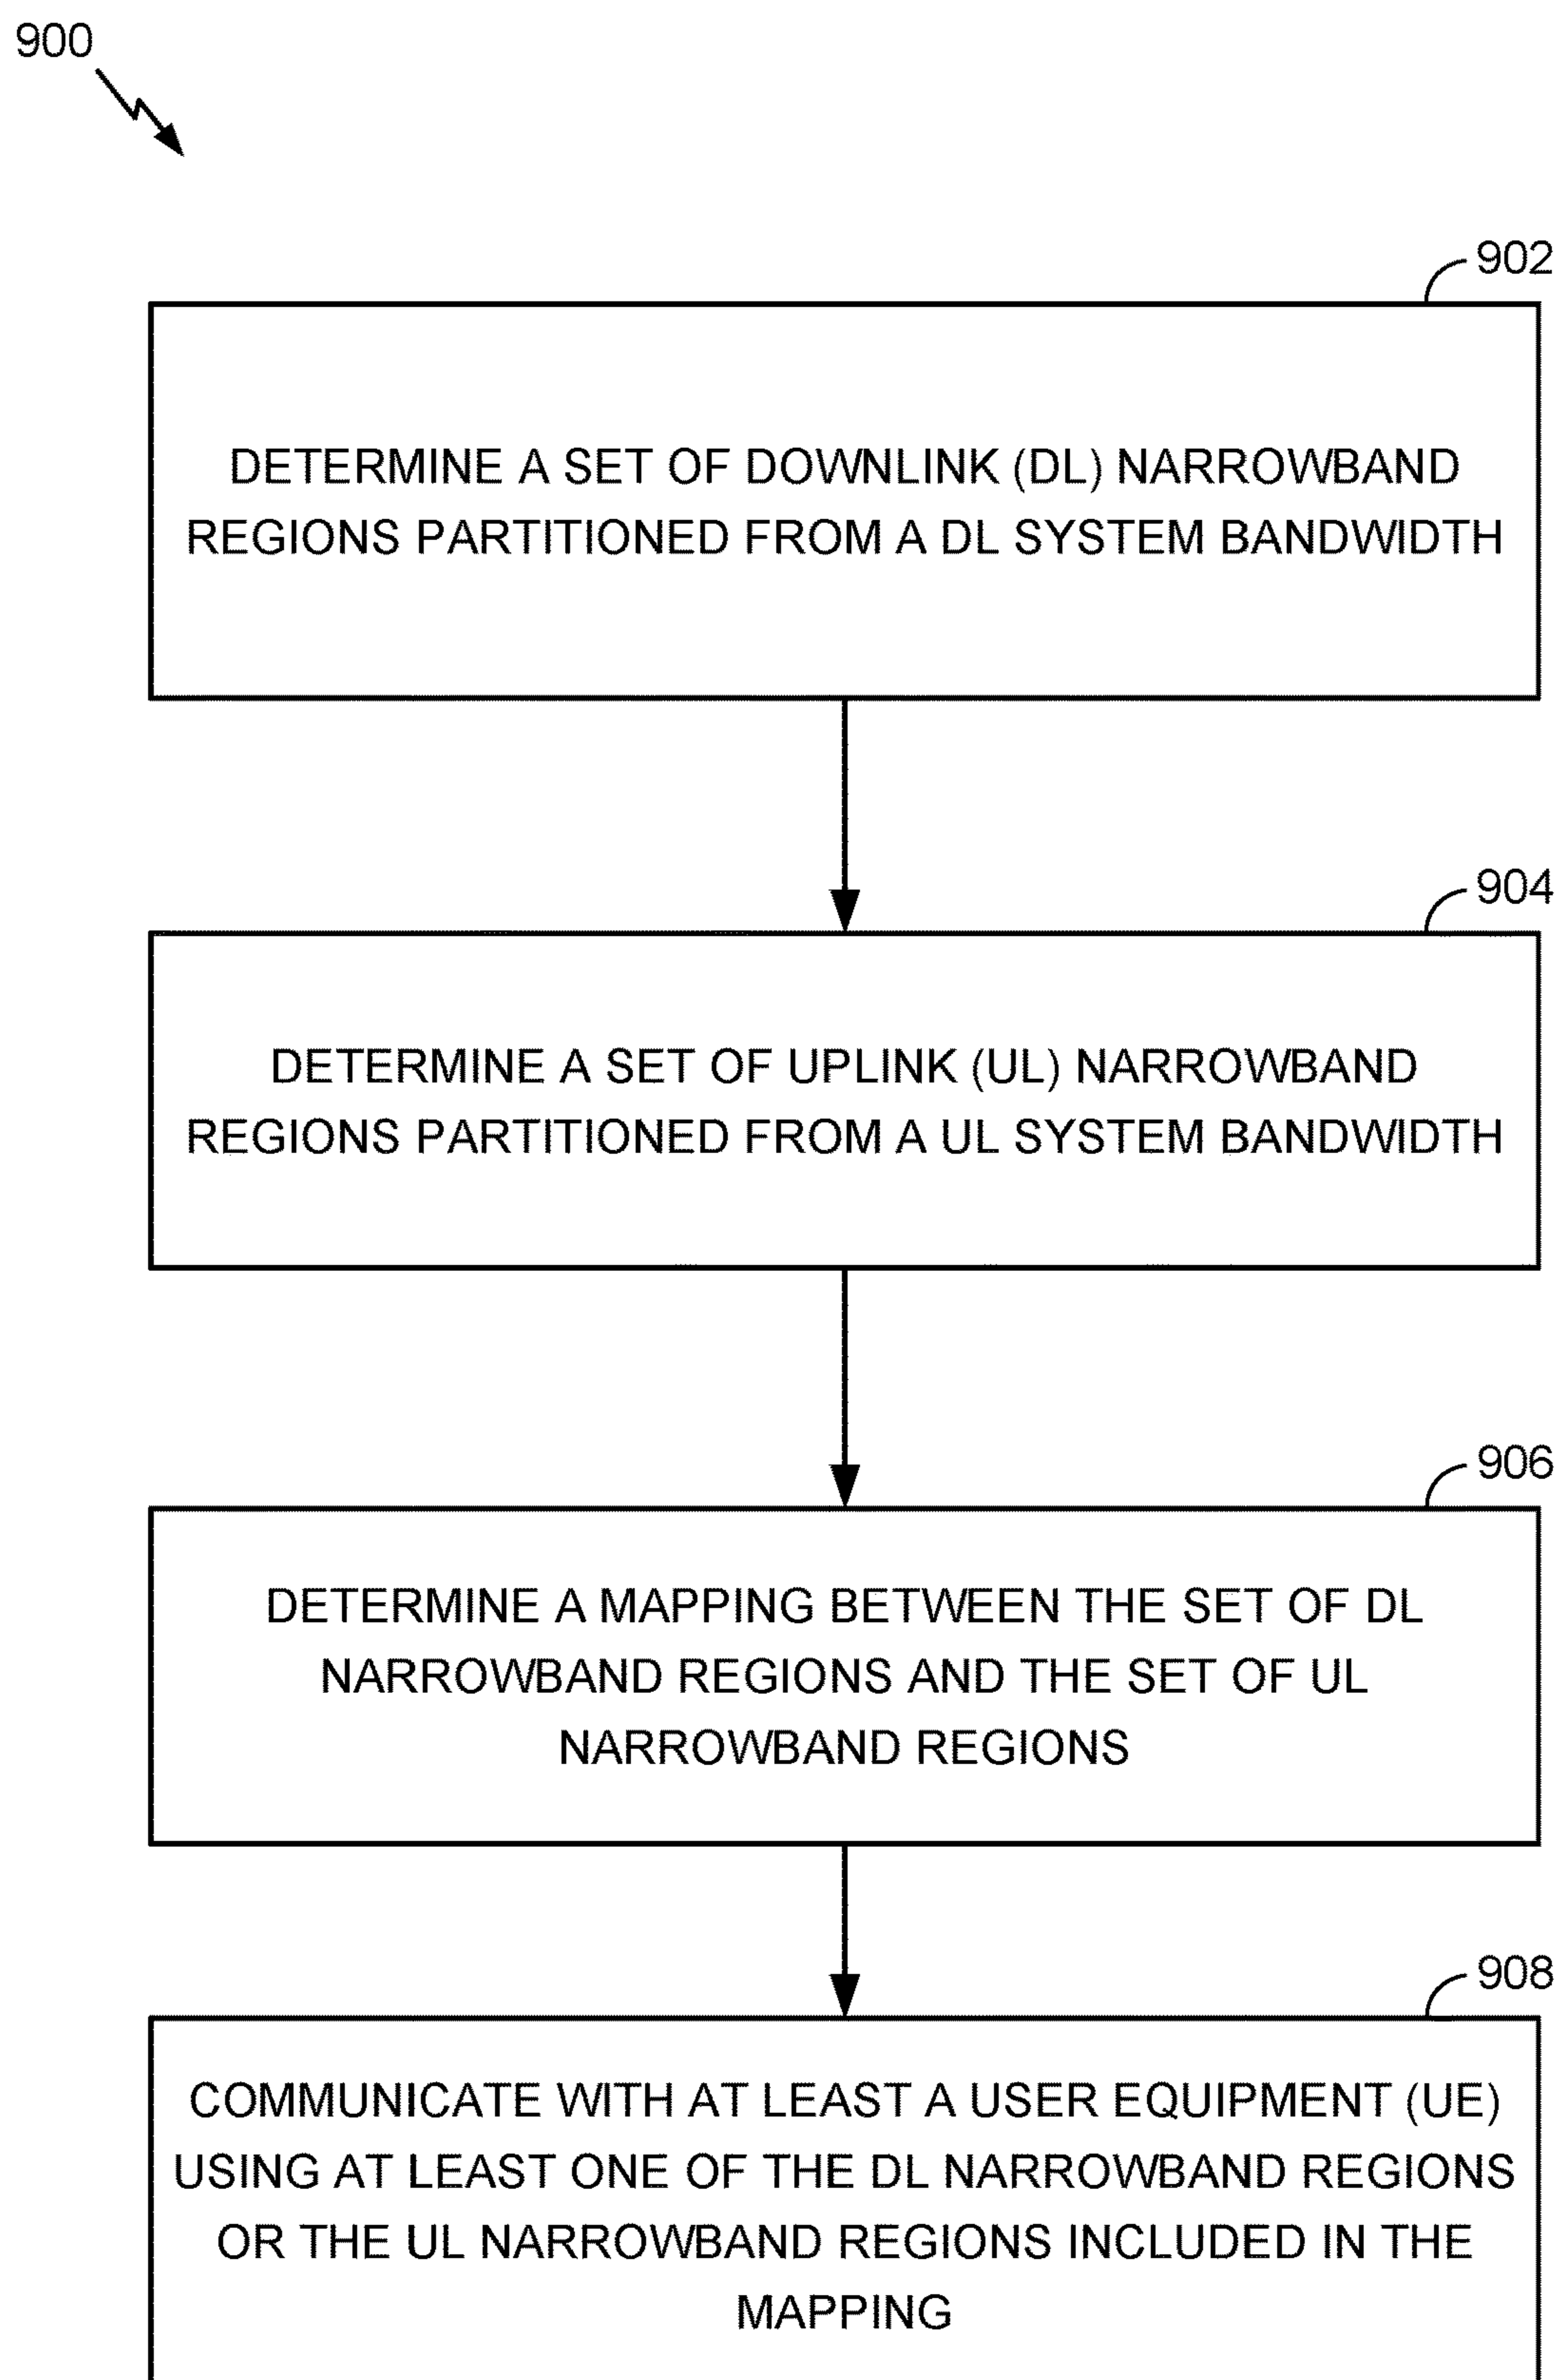 900
902
DETERMINE A SET OF DOWNLINK (DL) NARROWBAND
REGIONS PARTITIONED FROM A DL SYSTEM BANDWIDTH
904
DETERMINE A SET OF UPLINK (UL) NARROWBAND
REGIONS PARTITIONED FROM A UL SYSTEM BANDWIDTH
906
DETERMINE A MAPPING BETWEEN THE SET OF DL
NARROWBAND REGIONS AND THE SET OF UL
NARROWBAND REGIONS
908
COMMUNICATE WITH AT LEAST A USER EQUIPMENT (UE)
USING AT LEAST ONE OF THE DL NARROWBAND REGIONS
OR THE UL NARROWBAND REGIONS INCLUDED IN THE
MAPPING